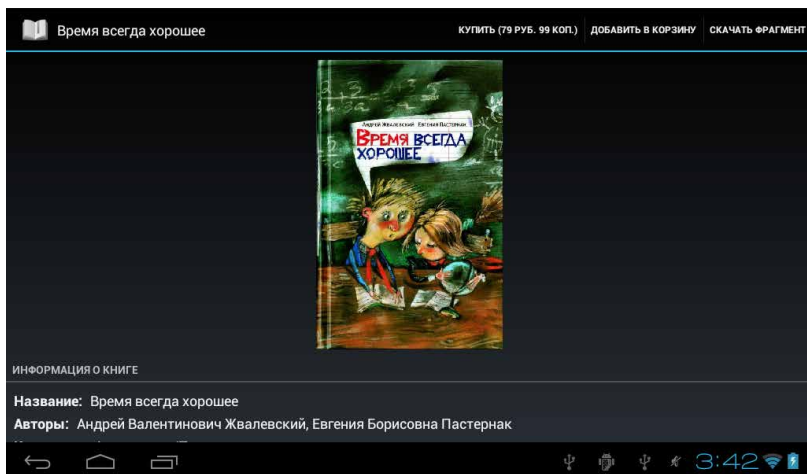 Время всегда хорошее
КУПИТЬ (79 РУБ. 99 КОП.) ДОБАВИТЬ В КОРЗИНУ СКАЧАТЬ ФРАГМЕНТ
Андрей Жвалевский Евгения Пастернак
ВРЕМЯ ВСЕГДА
ХОРОШЕЕ
ИНФОРМАЦИЯ О КНИГЕ
Название: Время всегда хорошее
Авторы: Андрей Валентинович Жвалевский, Евгения Борисовна Пастернак
3:42